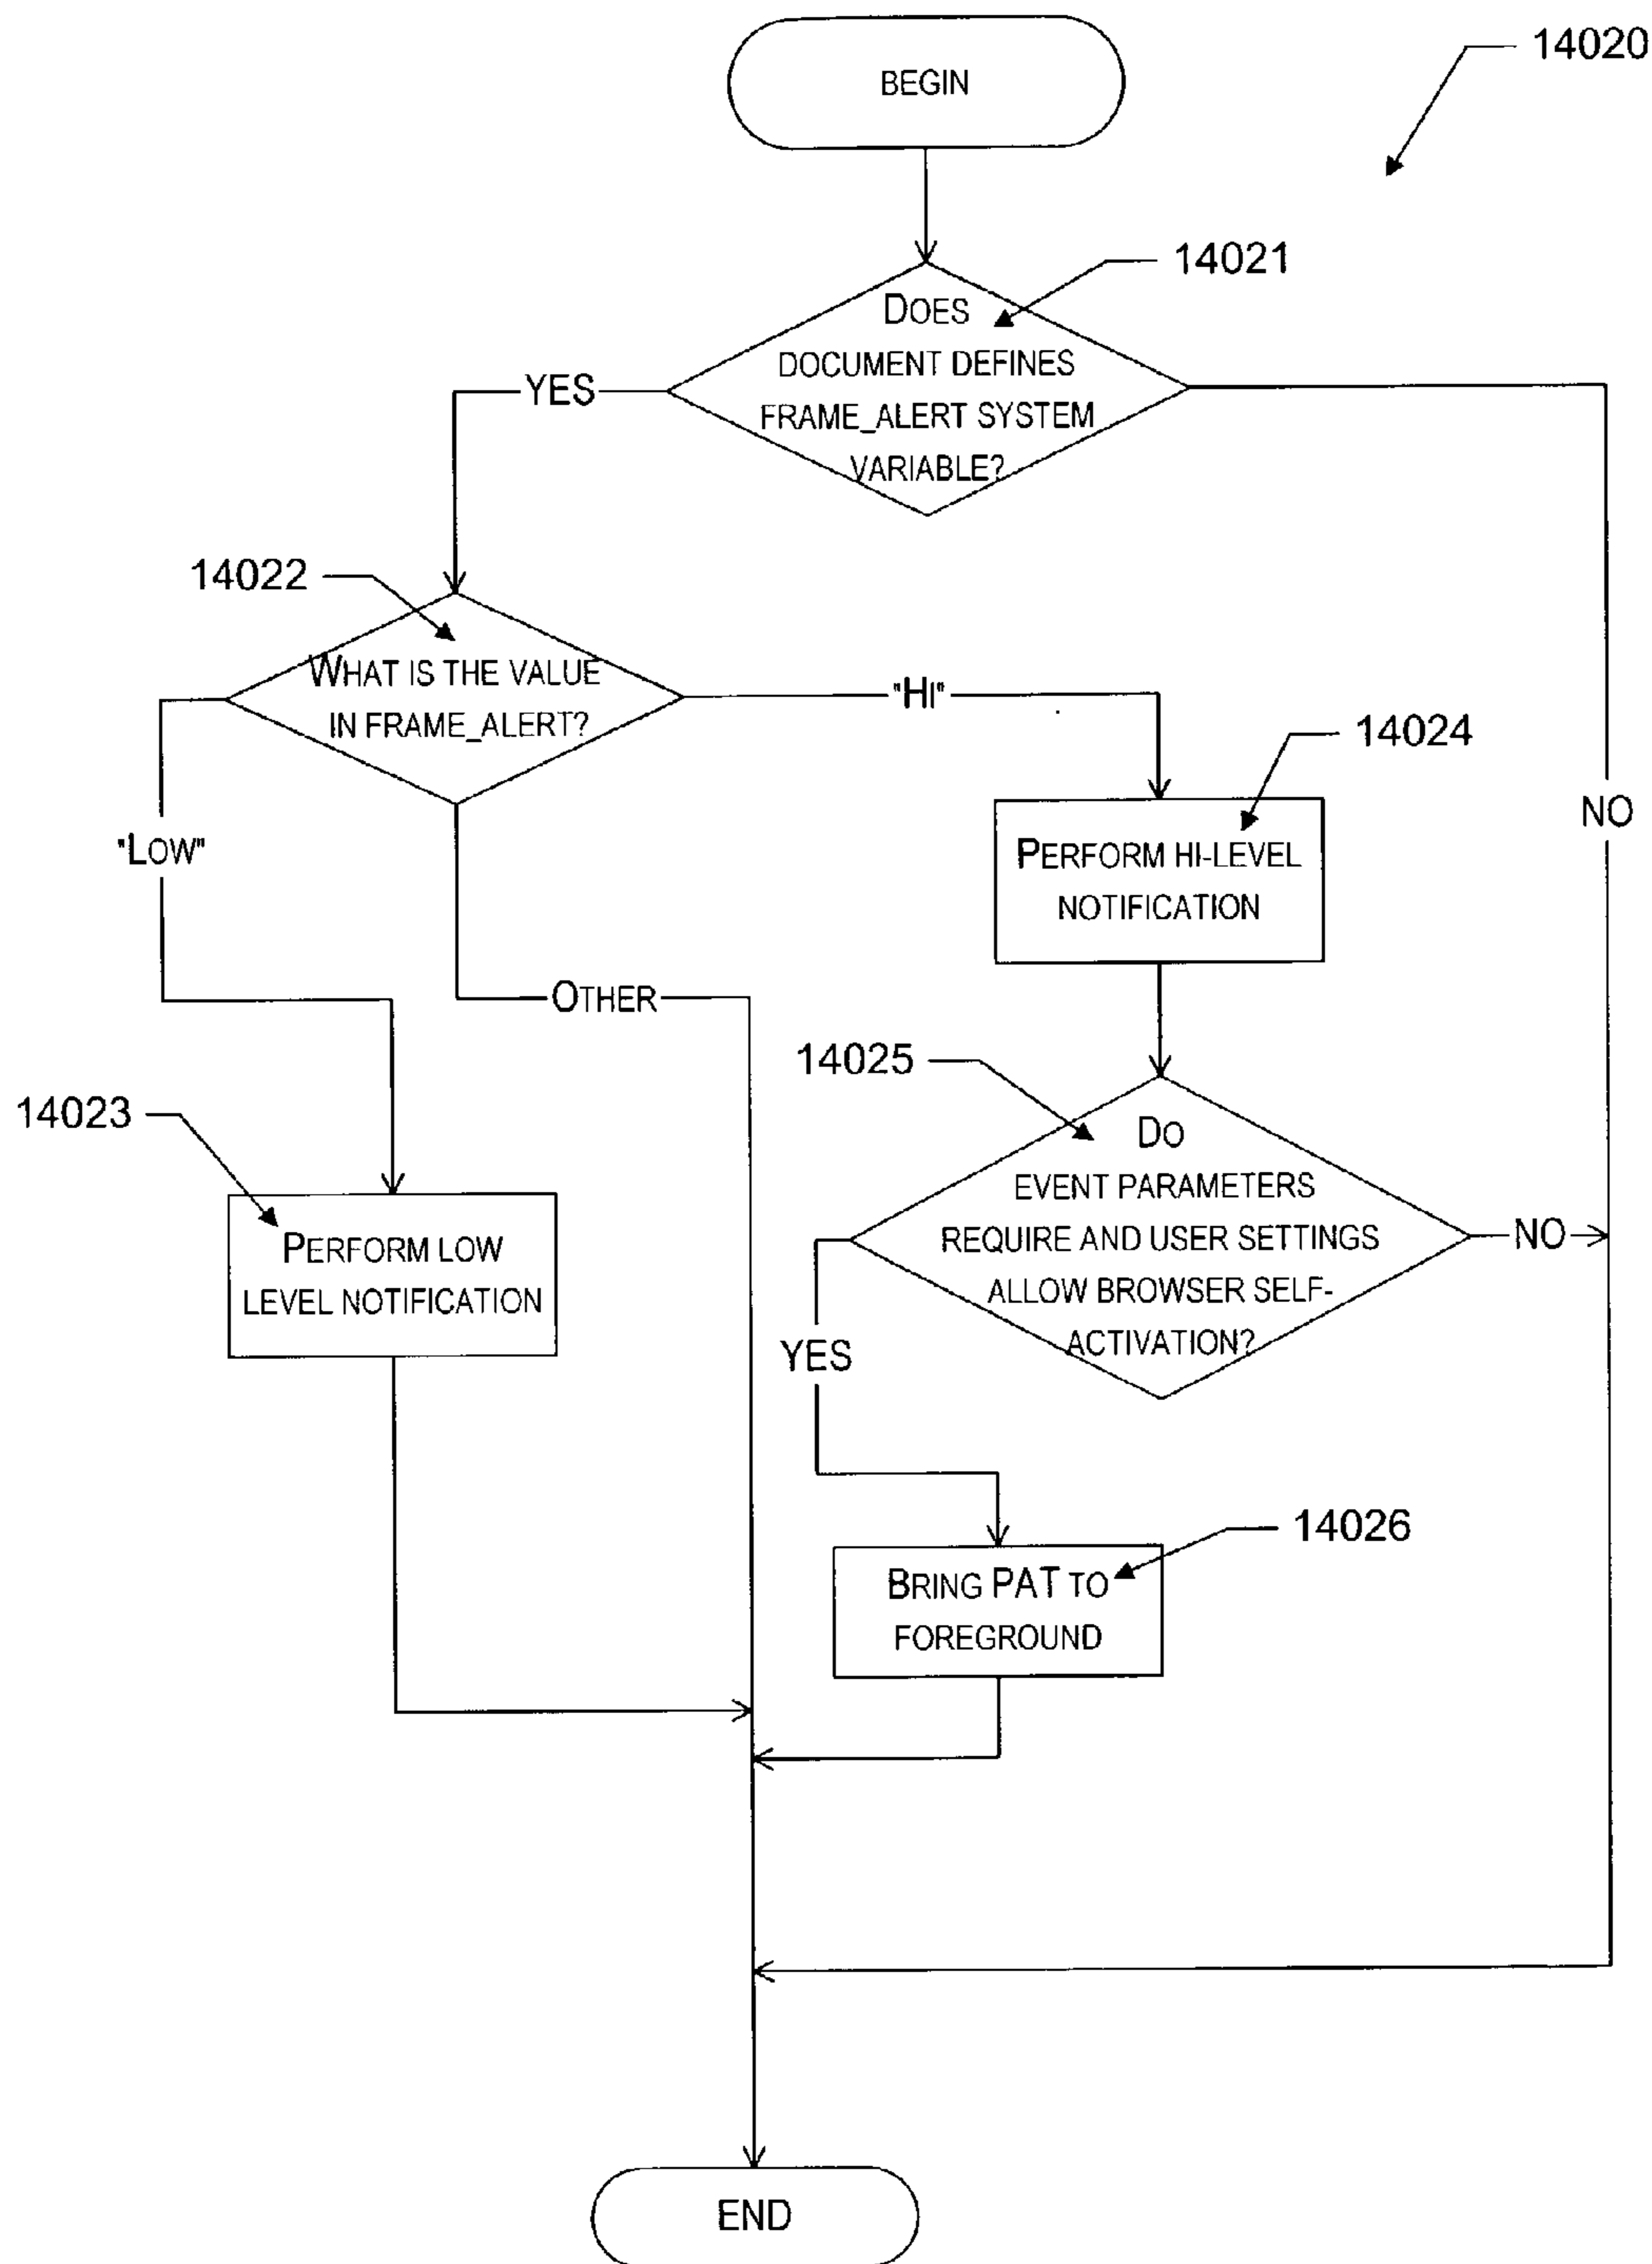 14020
BEGIN
14021
DOES
DOCUMENT DEFINES
FRAME_ALERT SYSTEM
VARIABLE?
YES
NO
14022
WHAT IS THE VALUE
IN FRAME_ALERT?
"HI"
"LOW"
OTHER
14024
PERFORM HI-LEVEL
NOTIFICATION
14023
PERFORM LOW
LEVEL NOTIFICATION
14025
DO
EVENT PARAMETERS
REQUIRE AND USER SETTINGS
ALLOW BROWSER SELF-
ACTIVATION?
NO
YES
14026
BRING PAT TO
FOREGROUND
END